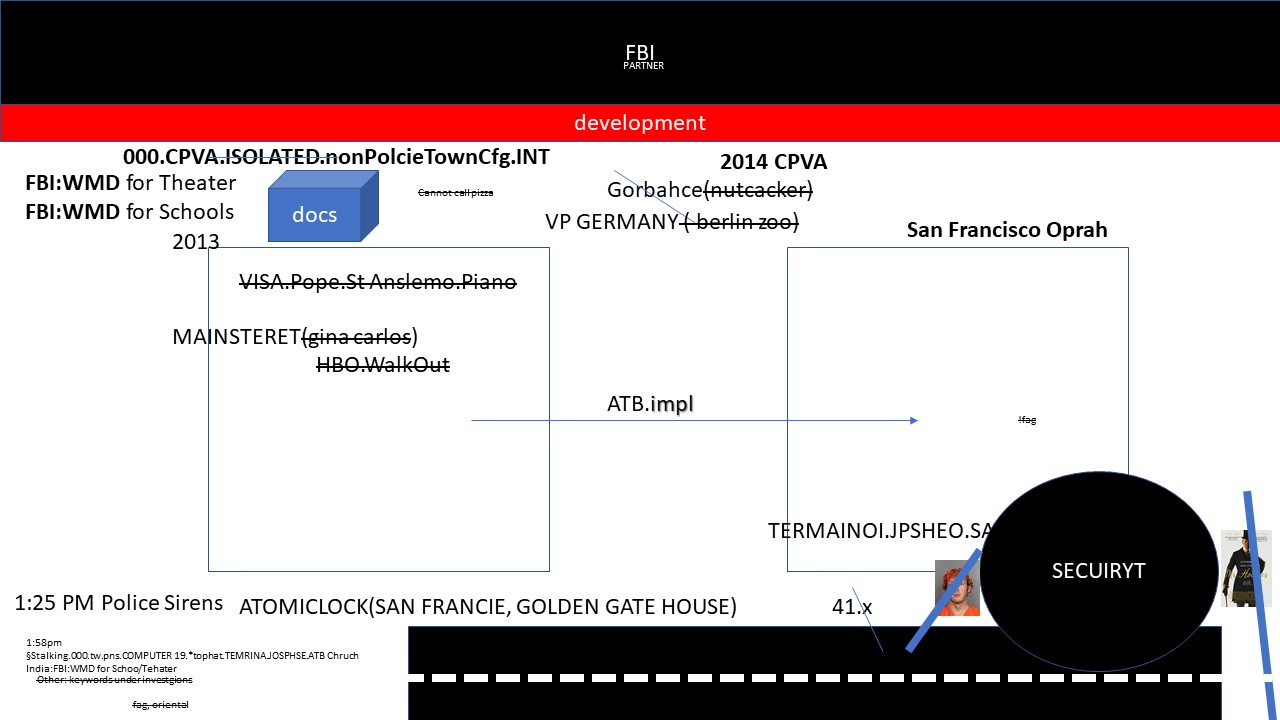 FBI
PARTNER
development
000.CPVA.ISOLATED.nonPolcieTownCfg.INT
2014 CPVA
FBI:WMD for Theater
FBI:WMD for Schools
2013
docs
Cannot call pizza
Gorbahce(nutcacker)
VP GERMANY ( berlin zoo)
San Francisco Oprah
VISA.Pope.St Anslemo.Piano
MAINSTERET(gina carlos)
HBO.WalkOut
ATB.impl
!fag
TERMAINOI.JPSHEO.SA
SECUIRYT
1:25 PM Police Sirens
ATOMICLOCK(SAN FRANCIE, GOLDEN GATE HOUSE)
41.x
1:58pm
§Stalking.000.tw.pns.COMPUTER 19.*tophat.TEMRINA.JOSPHSE.ATB Chruch
India:FBI:WMD for Schoo/Tehater
Other: keywords under investgions
fag, oriental